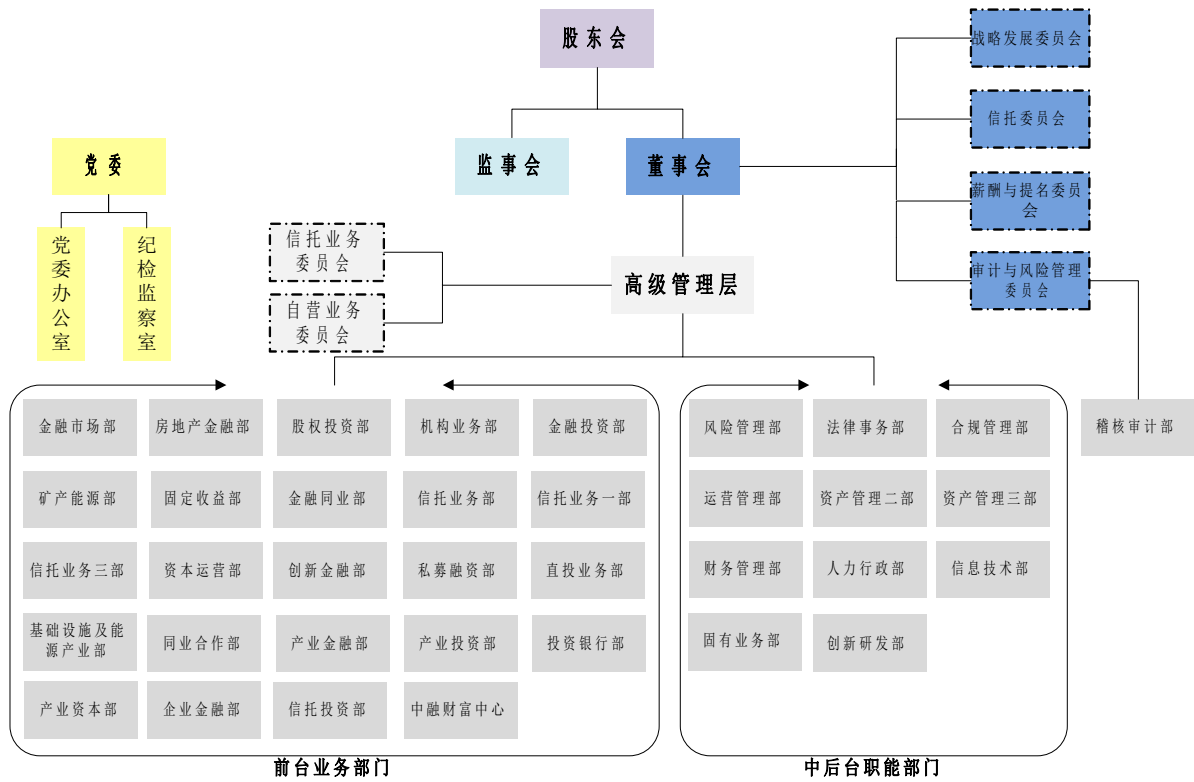 股东会
战略发展委员会
信托委员会
党委
监事会
董事会
薪酬与提名委员
会
党委办公室
纪检监察室
信托业务
委员会
高级管理层
审计与风险管理
委员会
自营业务
委员会
金融市场部
房地产金融部
股权投资部
机构业务部
金融投资部
风险管理部
法律事务部
合规管理部
稽核审计部
矿产能源部
固定收益部
金融同业部
信托业务部
信托业务一部
运营管理部
资产管理二部
资产管理三部
信托业务三部
资本运营部
创新金融部
私募融资部
直投业务部
财务管理部
人力行政部
信息技术部
基础设施及能
源产业部
同业合作部
产业金融部
产业投资部
投资银行部
固有业务部
创新研发部
产业资本部
企业金融部
信托投资部
中融财富中心
前台业务部门
中后台职能部门